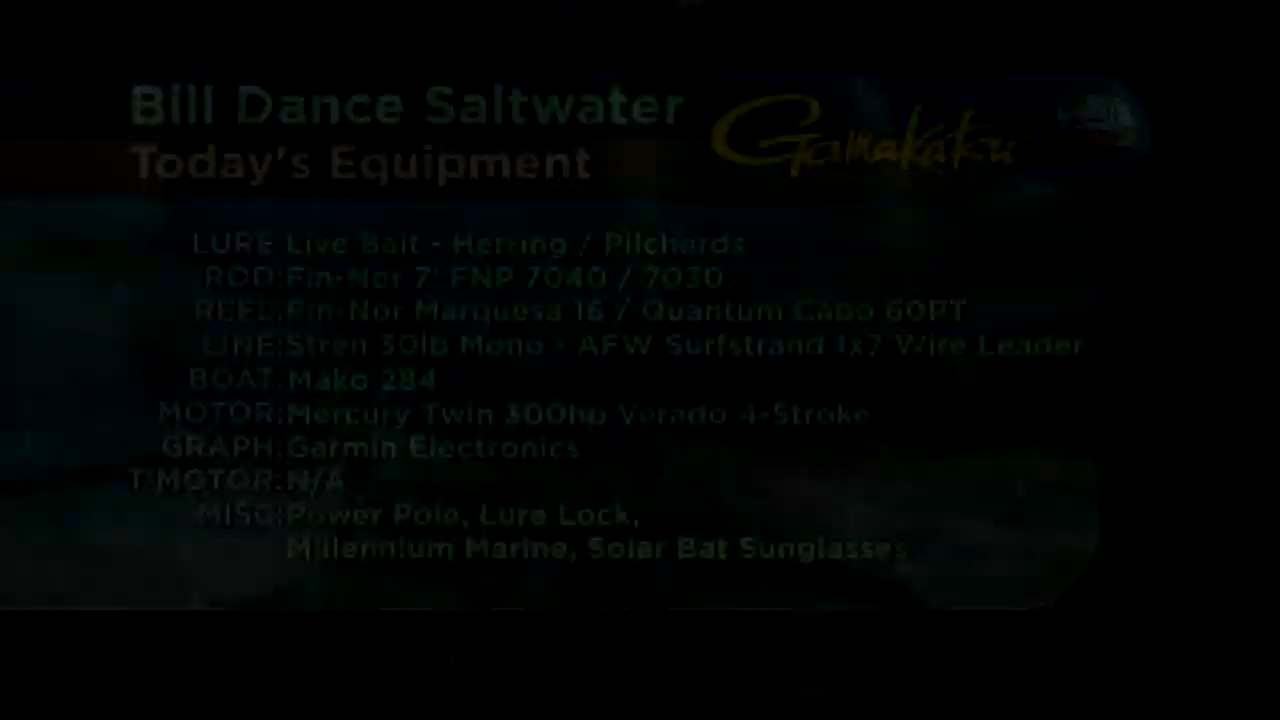 Bill Dance Saltwater
Gamakatsu
Today's Equipment
LURE: Live Bait - Herring / Pilchards
ROD: Fin-Nor 7' FNP 7040 / 7030
REEL: Fin-Nor Marquesa 16 / Quantum Cabo 60PT
LINE: Stren 30lb Mono - AFW Surfstrand 1x7 Wire Leader
BOAT: Mako 284
MOTOR: Mercury Twin 300hp Verado 4-Stroke
GRAPH: Garmin Electronics
T MOTOR: N/A
MISC: Power Pole, Lure Lock,
Millennium Marine, Solar Bat Sunglasses